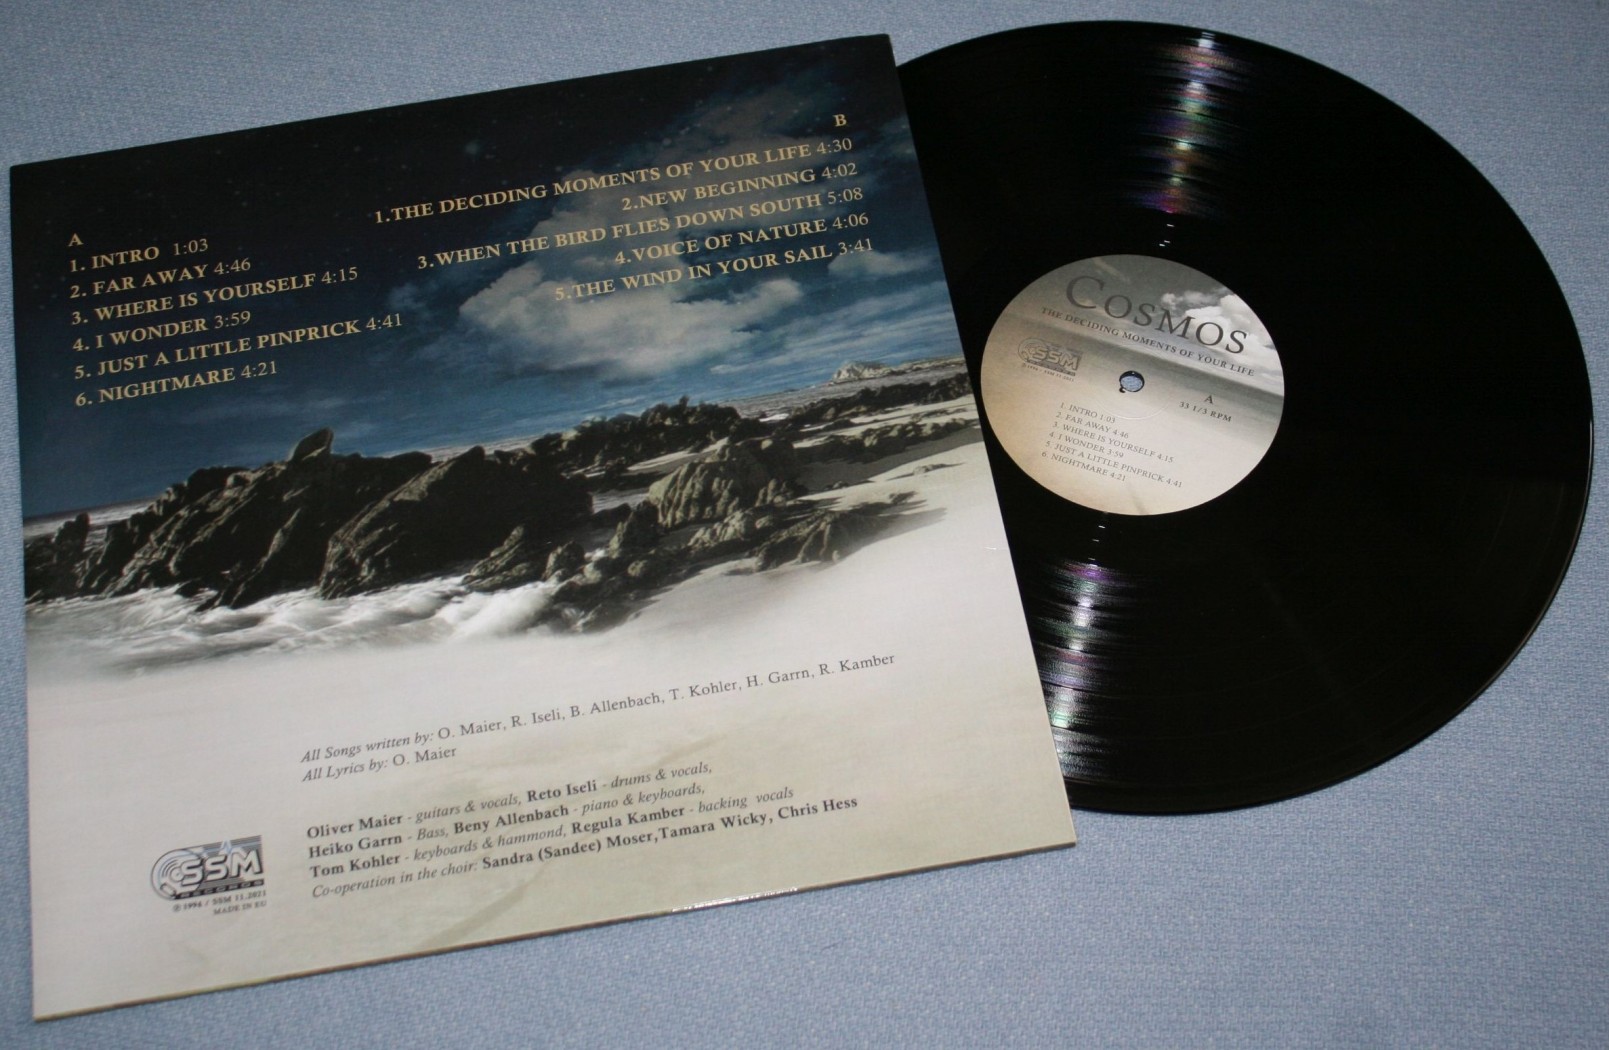 A
1. INTRO 1:03
2. FAR AWAY 4:46
3. WHERE IS YOURSELF 4:15
4. I WONDER 3:59
5. JUST A LITTLE PINPRICK 4:41
6. NIGHTMARE 4:21
B
1.THE DECIDING MOMENTS OF YOUR LIFE 4:30
2.NEW BEGINNING 4:02
3.WHEN THE BIRD FLIES DOWN SOUTH 5:08
4.VOICE OF NATURE 4:06
5.THE WIND IN YOUR SAIL 3:41
All Songs written by: O. Maier, R. Iseli, B. Allenbach, T. Kohler, H. Garrn, R. Kamber
All Lyrics by: O. Maier
Oliver Maier - guitars & vocals, Reto Iseli - drums & vocals,
Heiko Garrn - Bass, Beny Allenbach - piano & keyboards,
Tom Kohler - keyboards & hammond, Regula Kamber - backing vocals
Co-operation in the choir: Sandra (Sandee) Moser,Tamara Wicky, Chris Hess
SSM
RECORDS
℗ 1994 / SSM 11.2021
MADE IN EU
COSMOS
THE DECIDING MOMENTS OF YOUR LIFE
SSM
A
33 1/3 RPM
1. INTRO 1:03
2. FAR AWAY 4:46
3. WHERE IS YOURSELF 4:15
4. I WONDER 3:59
5. JUST A LITTLE PINPRICK 4:41
6. NIGHTMARE 4:21